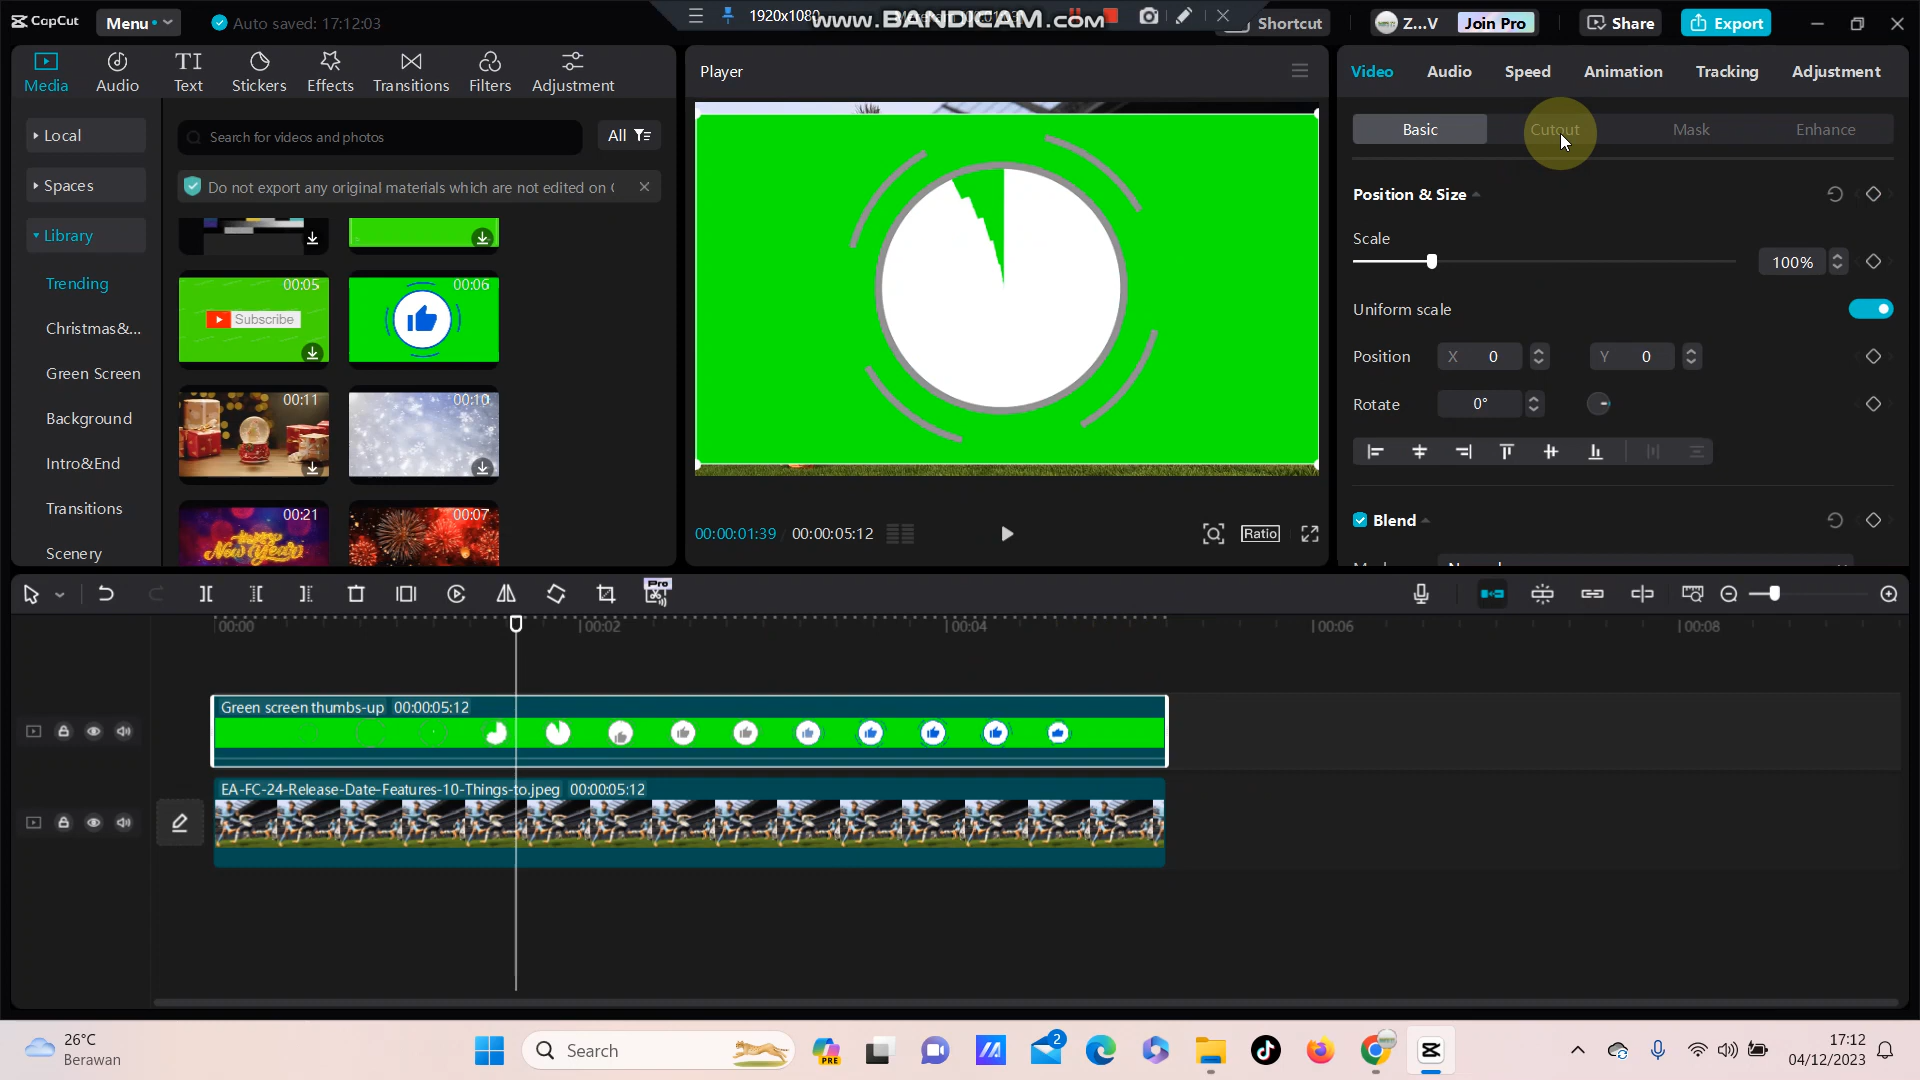 CapCut
Menu
Auto saved: 17:12:03
1920x1080
www.BANDICAM.com
Shortcut
Z...V
Join Pro
Share
Export
Media
Audio
Text
Stickers
Effects
Transitions
Filters
Adjustment
Local
Spaces
Library
Trending
Christmas&...
Green Screen
Background
Intro&End
Transitions
Scenery
Search for videos and photos
All
Do not export any original materials which are not edited on
00:05
Subscribe
00:06
00:11
00:10
00:21
Happy
New Year
00:07
Player
00:00:01:39
00:00:05:12
Ratio
Video
Audio
Speed
Animation
Tracking
Adjustment
Basic
Cutout
Mask
Enhance
Position & Size
Scale
100%
Uniform scale
Position
X 0
Y 0
Rotate
0°
Blend
Pro
00:00
00:02
00:04
00:06
00:08
Green screen thumbs-up 00:00:05:12
EA-FC-24-Release-Date-Features-10-Things-to.jpeg 00:00:05:12
26°C
Berawan
Search
PRE
2
17:12
04/12/2023